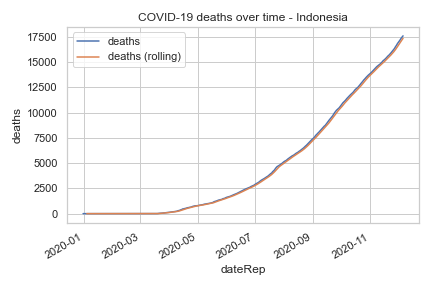 COVID-19 deaths over time - Indonesia
deaths
deaths (rolling)
17500
15000
12500
10000
7500
5000
2500
0
deaths
2020-01
2020-03
2020-05
2020-07
2020-09
2020-11
dateRep